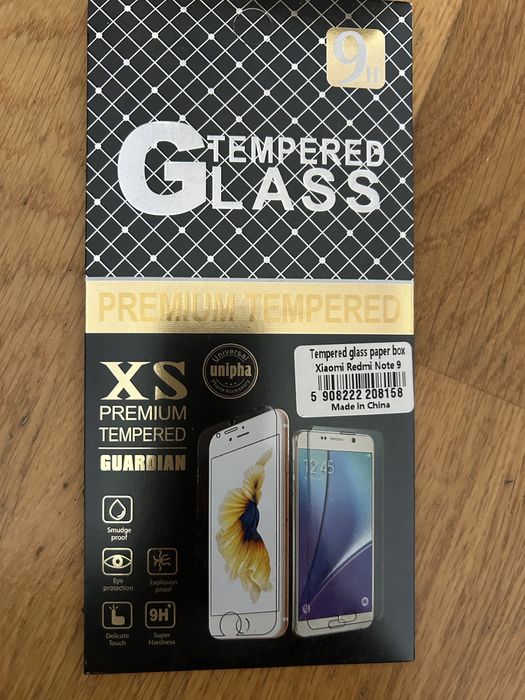 9H
TEMPERED
GLASS
PREMIUM TEMPERED
Universal
unipha
Phone Accessory
Tempered glass paper box
Xiaomi Redmi Note 9
5 908222 208158
Made in China
XS
PREMIUM
TEMPERED
GUARDIAN
12:45
Smudge
proof
Eye
protection
Explosion
proof
Delicate
Touch
9H
Super
Hardness